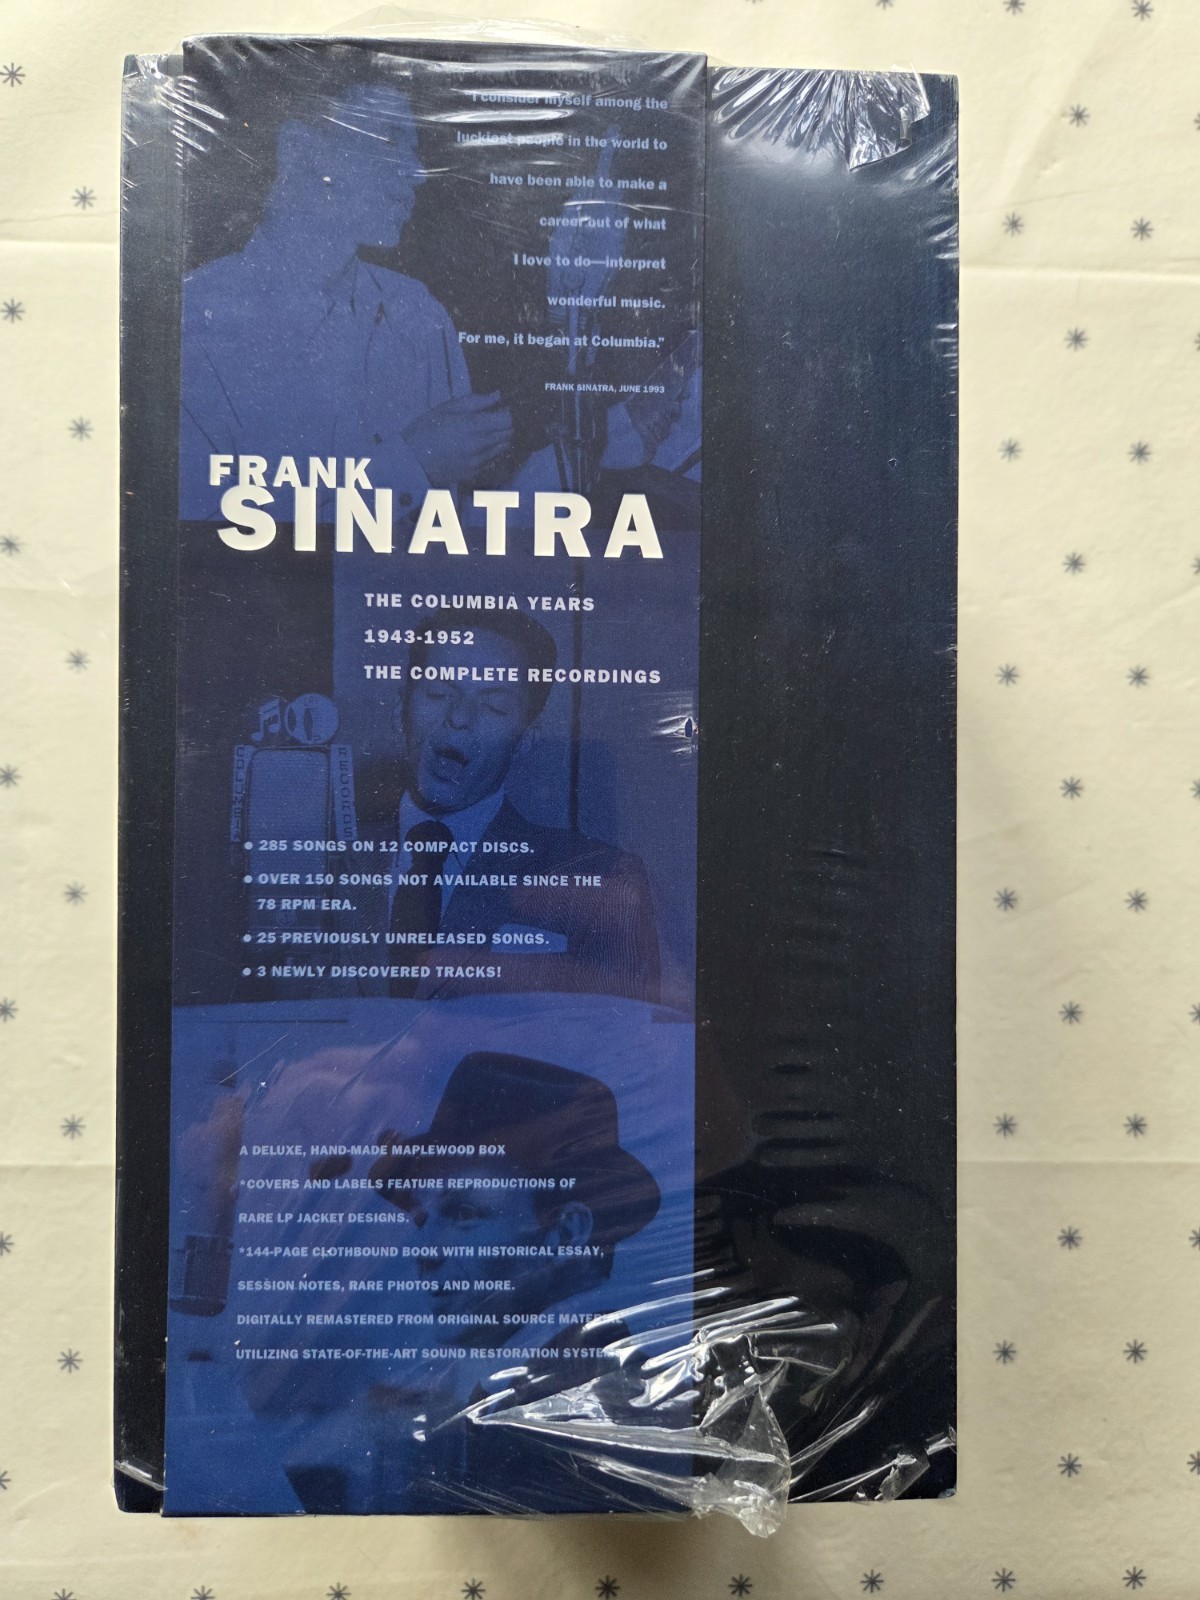 I consider myself among the
luckiest people in the world to
have been able to make a
career out of what
I love to do—interpret
wonderful music.
For me, it began at Columbia."
FRANK SINATRA, JUNE 1993
FRANK
SINATRA
THE COLUMBIA YEARS
1943-1952
THE COMPLETE RECORDINGS
COLUMBIA
RECORDS
• 285 SONGS ON 12 COMPACT DISCS.
• OVER 150 SONGS NOT AVAILABLE SINCE THE
78 RPM ERA.
• 25 PREVIOUSLY UNRELEASED SONGS.
• 3 NEWLY DISCOVERED TRACKS!
A DELUXE, HAND-MADE MAPLEWOOD BOX
*COVERS AND LABELS FEATURE REPRODUCTIONS OF
RARE LP JACKET DESIGNS.
*144-PAGE CLOTHBOUND BOOK WITH HISTORICAL ESSAY,
SESSION NOTES, RARE PHOTOS AND MORE.
DIGITALLY REMASTERED FROM ORIGINAL SOURCE MATERIAL
UTILIZING STATE-OF-THE-ART SOUND RESTORATION SYSTEMS